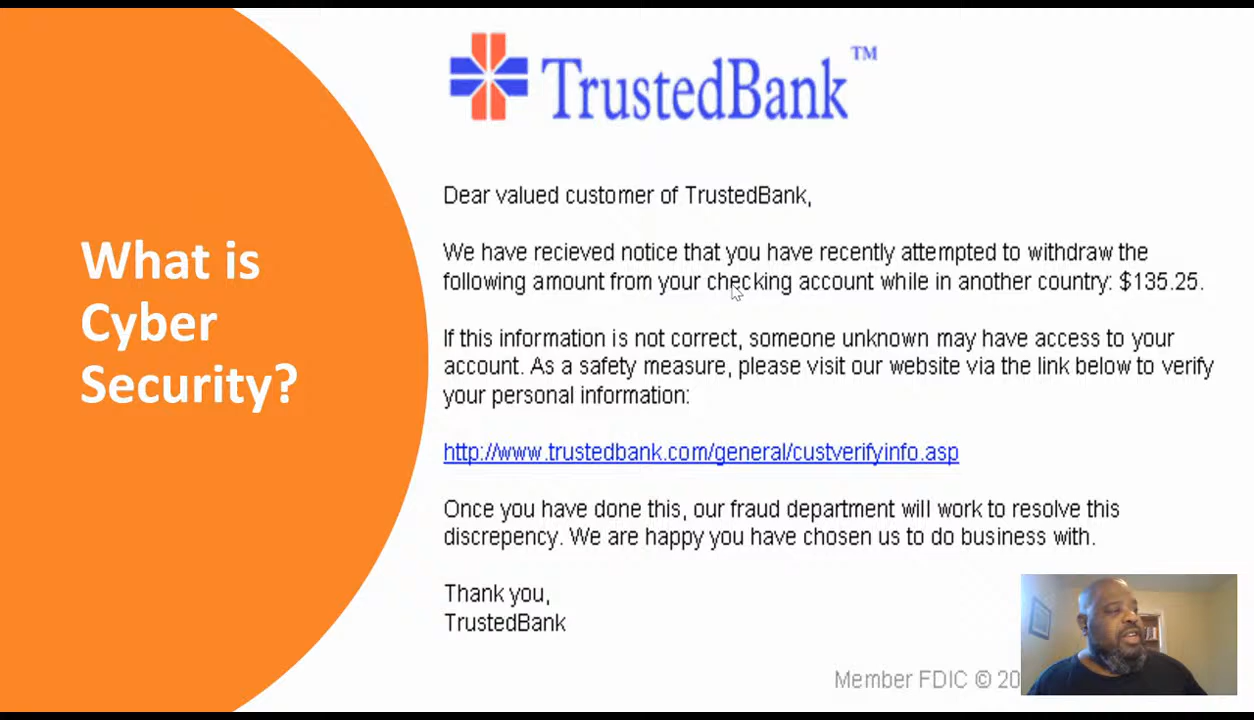 What is
Cyber
Security?
TrustedBank™
Dear valued customer of TrustedBank,
We have recieved notice that you have recently attempted to withdraw the
following amount from your checking account while in another country: $135.25.
If this information is not correct, someone unknown may have access to your
account. As a safety measure, please visit our website via the link below to verify
your personal information:
http://www.trustedbank.com/general/custverifyinfo.asp
Once you have done this, our fraud department will work to resolve this
discrepency. We are happy you have chosen us to do business with.
Thank you,
TrustedBank
Member FDIC © 20